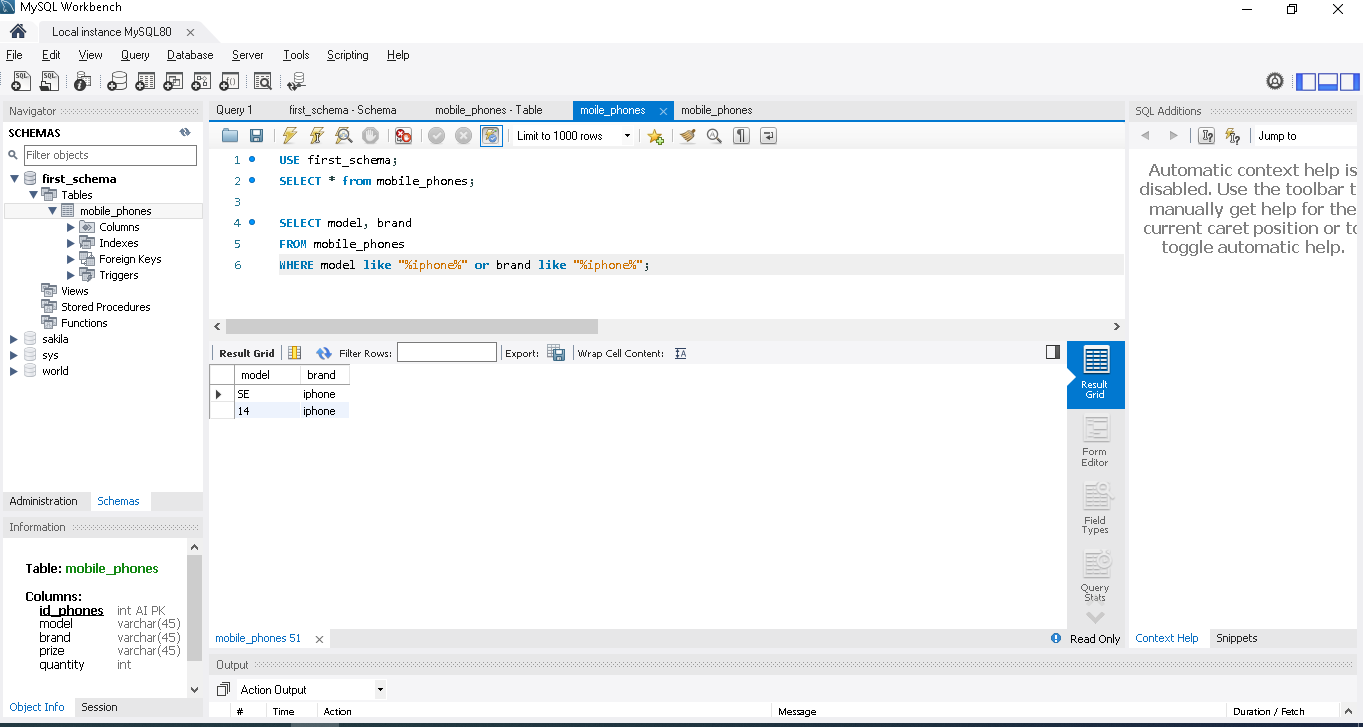 MySQL Workbench
Local instance MySQL80
File Edit View Query Database Server Tools Scripting Help
Navigator
SCHEMAS
Filter objects
first_schema
Tables
mobile_phones
Columns
Indexes
Foreign Keys
Triggers
Views
Stored Procedures
Functions
sakila
sys
world
Administration Schemas
Information
Table: mobile_phones
Columns:
id_phones int AI PK
model varchar(45)
brand varchar(45)
prize varchar(45)
quantity int
Object Info Session
Query 1 first_schema - Schema mobile_phones - Table moile_phones mobile_phones
Limit to 1000 rows
1 USE first_schema;
2 SELECT * from mobile_phones;
3
4 SELECT model, brand
5 FROM mobile_phones
6 WHERE model like "%iphone%" or brand like "%iphone%";
Result Grid Filter Rows: Export: Wrap Cell Content:
model brand
SE iphone
14 iphone
Result
Grid
Form
Editor
Field
Types
Query
Stats
mobile_phones 51 Read Only
Output
Action Output
# Time Action Message Duration / Fetch
SQL Additions
Jump to
Automatic context help is
disabled. Use the toolbar t
manually get help for the
current caret position or to
toggle automatic help.
Context Help Snippets